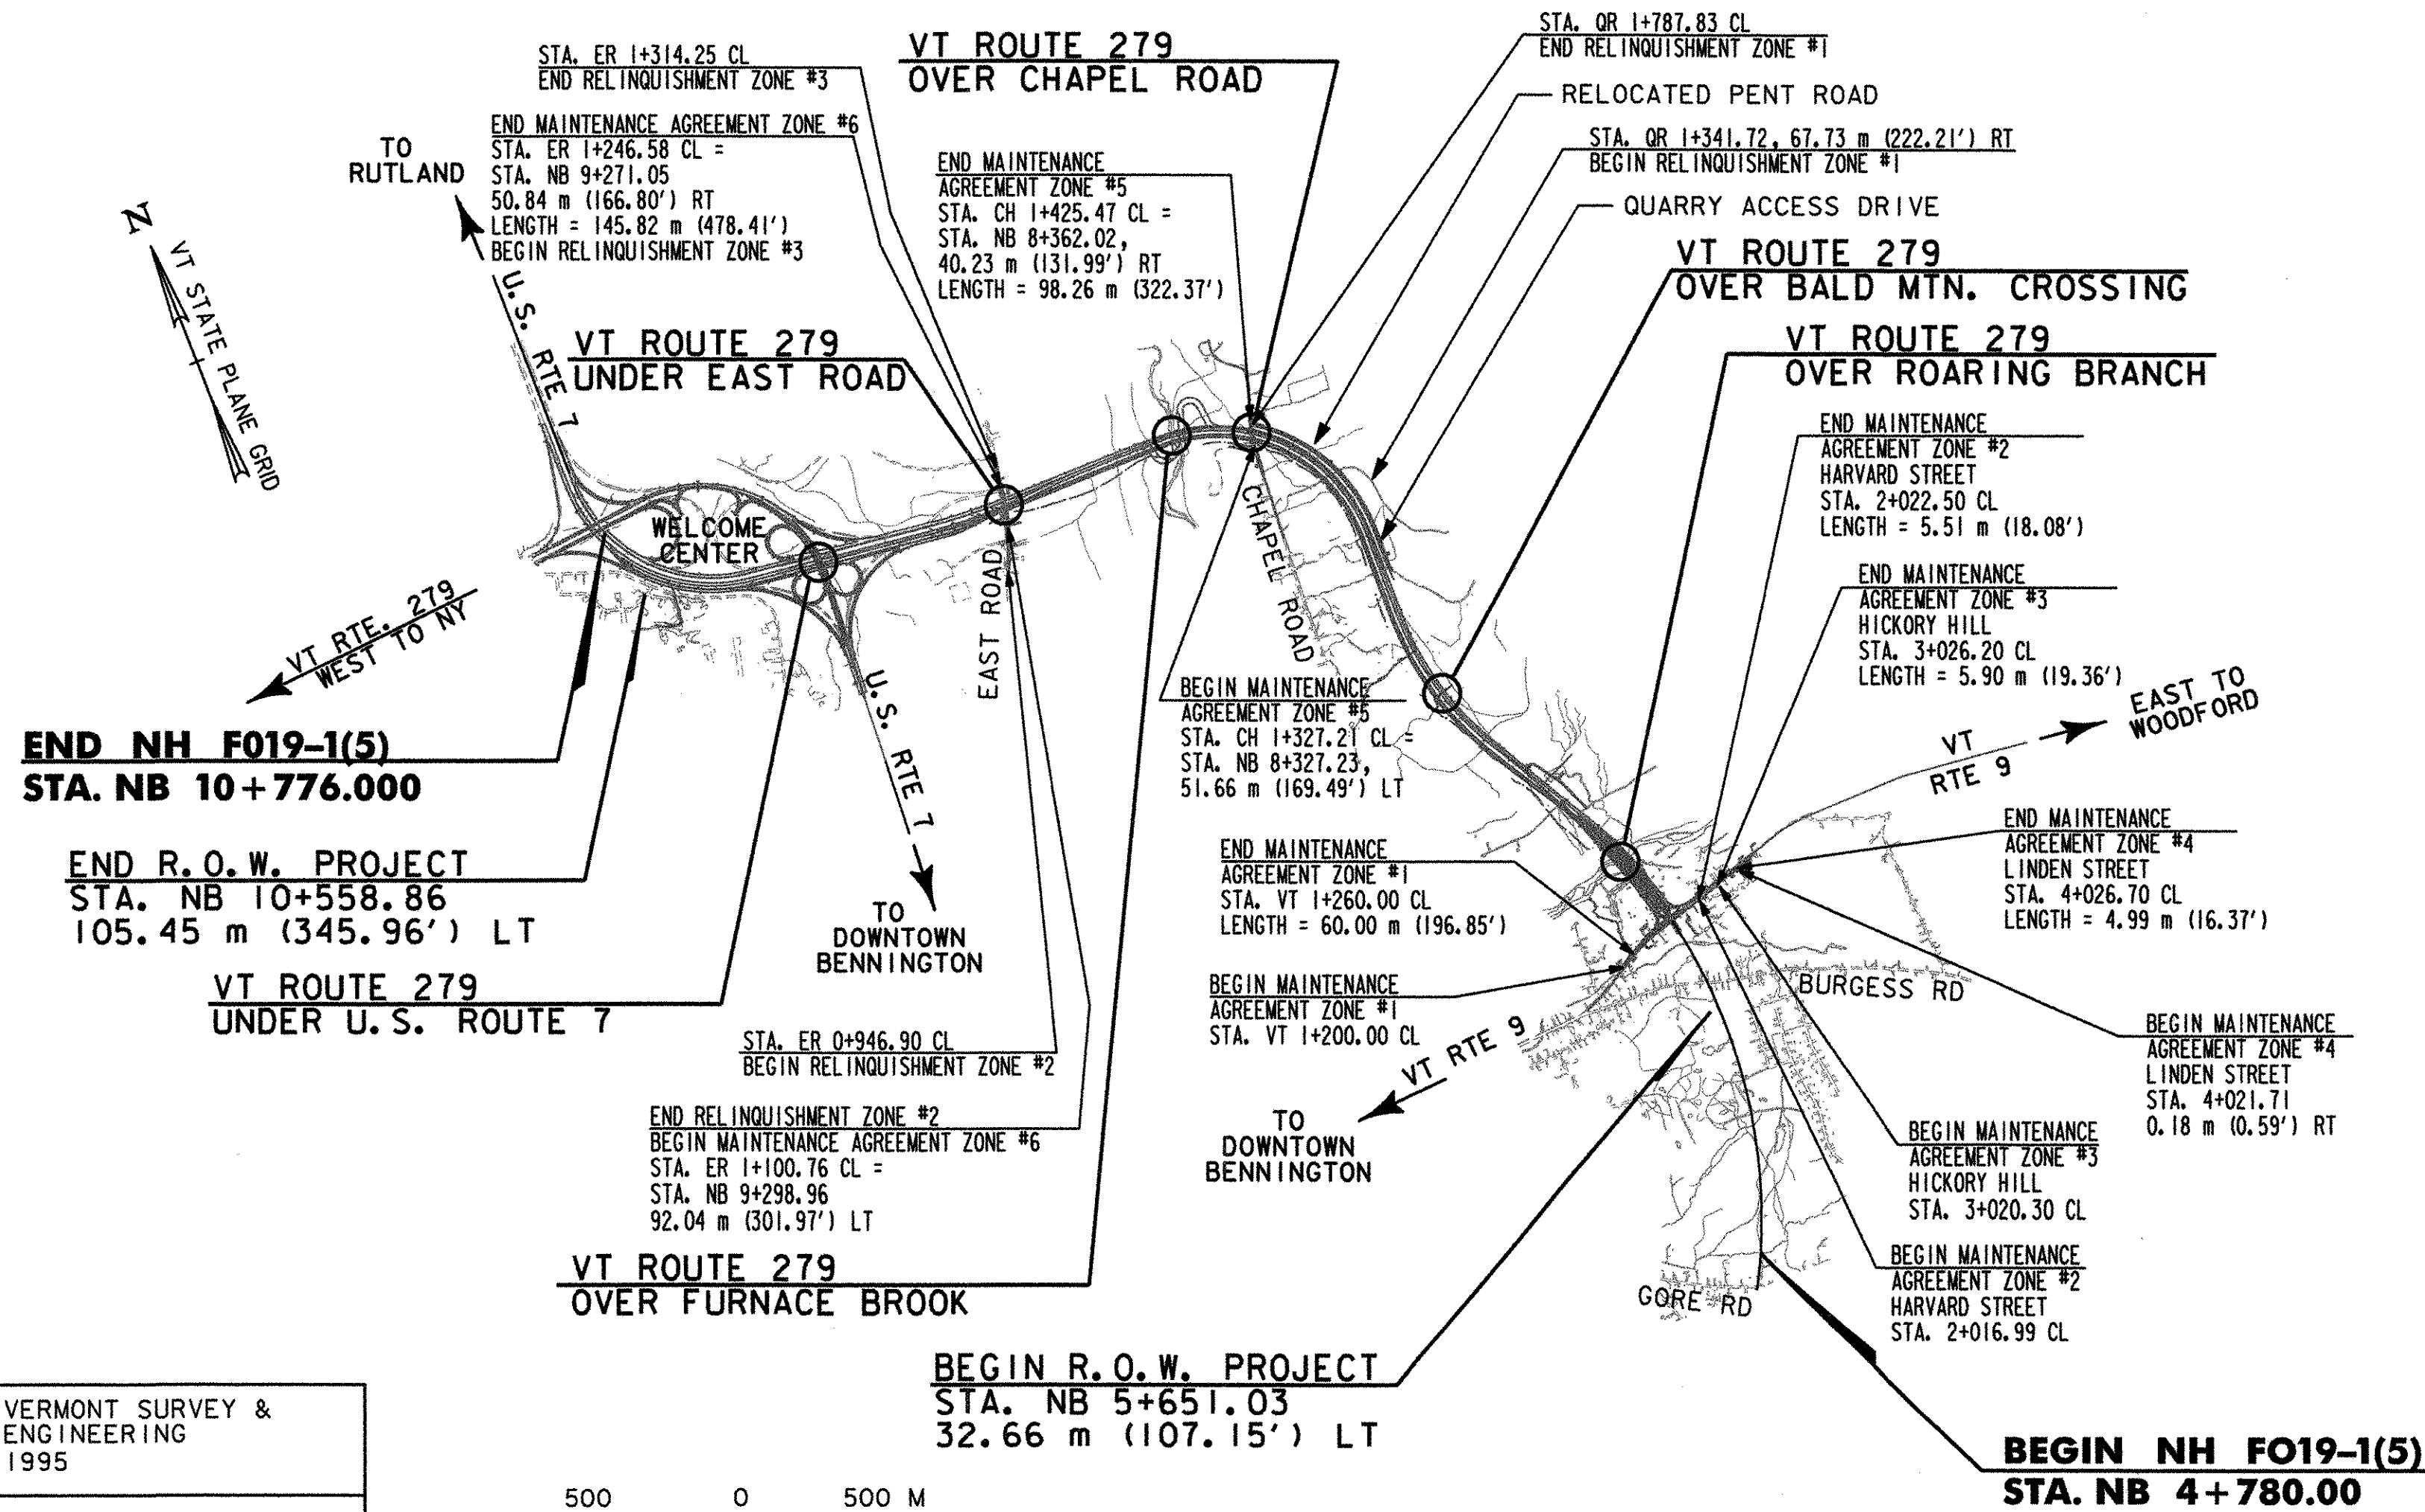 STA. ER 1+314.25 CL
END RELINQUISHMENT ZONE #3
VT ROUTE 279
OVER CHAPEL ROAD
STA. QR 1+787.83 CL
END RELINQUISHMENT ZONE #1
RELOCATED PENT ROAD
STA. QR 1+341.72, 67.73 m (222.21') RT
BEGIN RELINQUISHMENT ZONE #1
QUARRY ACCESS DRIVE
END MAINTENANCE AGREEMENT ZONE #6
STA. ER 1+246.58 CL =
STA. NB 9+271.05
50.84 m (166.80') RT
LENGTH = 145.82 m (478.41')
BEGIN RELINQUISHMENT ZONE #3
TO
RUTLAND
END MAINTENANCE
AGREEMENT ZONE #5
STA. CH 1+425.47 CL =
STA. NB 8+362.02,
40.23 m (131.99') RT
LENGTH = 98.26 m (322.37')
N
VT STATE PLANE GRID
U.S. RTE 7
VT ROUTE 279
UNDER EAST ROAD
VT ROUTE 279
OVER BALD MTN. CROSSING
VT ROUTE 279
OVER ROARING BRANCH
END MAINTENANCE
AGREEMENT ZONE #2
HARVARD STREET
STA. 2+022.50 CL
LENGTH = 5.51 m (18.08')
END MAINTENANCE
AGREEMENT ZONE #3
HICKORY HILL
STA. 3+026.20 CL
LENGTH = 5.90 m (19.36')
WELCOME
CENTER
EAST ROAD
CHAPEL ROAD
VT RTE. 279
WEST TO NY
U.S. RTE 7
BEGIN MAINTENANCE
AGREEMENT ZONE #5
STA. CH 1+327.21 CL =
STA. NB 8+327.23,
51.66 m (169.49') LT
EAST TO
WOODFORD
VT
RTE 9
END NH F019-1(5)
STA. NB 10+776.000
END R.O.W. PROJECT
STA. NB 10+558.86
105.45 m (345.96') LT
VT ROUTE 279
UNDER U.S. ROUTE 7
TO
DOWNTOWN
BENNINGTON
END MAINTENANCE
AGREEMENT ZONE #1
STA. VT 1+260.00 CL
LENGTH = 60.00 m (196.85')
BEGIN MAINTENANCE
AGREEMENT ZONE #1
STA. VT 1+200.00 CL
END MAINTENANCE
AGREEMENT ZONE #4
LINDEN STREET
STA. 4+026.70 CL
LENGTH = 4.99 m (16.37')
BURGESS RD
BEGIN MAINTENANCE
AGREEMENT ZONE #4
LINDEN STREET
STA. 4+021.71
0.18 m (0.59') RT
STA. ER 0+946.90 CL
BEGIN RELINQUISHMENT ZONE #2
VT RTE 9
TO
DOWNTOWN
BENNINGTON
END RELINQUISHMENT ZONE #2
BEGIN MAINTENANCE AGREEMENT ZONE #6
STA. ER 1+100.76 CL =
STA. NB 9+298.96
92.04 m (301.97') LT
BEGIN MAINTENANCE
AGREEMENT ZONE #3
HICKORY HILL
STA. 3+020.30 CL
VT ROUTE 279
OVER FURNACE BROOK
BEGIN MAINTENANCE
AGREEMENT ZONE #2
HARVARD STREET
STA. 2+016.99 CL
GORE RD
BEGIN R.O.W. PROJECT
STA. NB 5+651.03
32.66 m (107.15') LT
BEGIN NH FO19-1(5)
STA. NB 4+780.00
VERMONT SURVEY &
ENGINEERING
1995
500 0 500 M